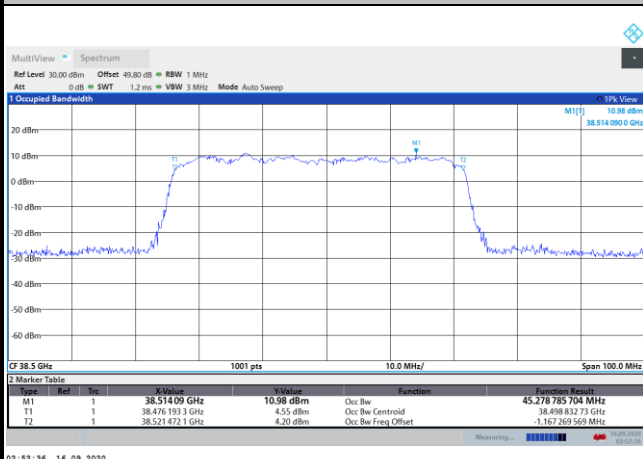 MultiView Spectrum
Ref Level 30.00 dBm Offset 49.80 dB RBW 1 MHz
Att 0 dB SWT 1.2 ms VBW 3 MHz Mode Auto Sweep
1 Occupied Bandwidth 1Pk View
M1[1] 10.98 dBm
38.514 090 0 GHz
20 dBm
M1
10 dBm
T1 T2
0 dBm
-10 dBm
-20 dBm
-30 dBm
-40 dBm
-50 dBm
-60 dBm
CF 38.5 GHz 1001 pts 10.0 MHz/ Span 100.0 MHz
2 Marker Table
Type Ref Trc X-Value Y-Value Function Function Result
M1 1 38.514 09 GHz 10.98 dBm Occ Bw 45.278 785 704 MHz
T1 1 38.476 193 3 GHz 4.55 dBm Occ Bw Centroid 38.498 832 73 GHz
T2 1 38.521 472 1 GHz 4.20 dBm Occ Bw Freq Offset -1.167 269 569 MHz
Measuring... 16.09.2020
02:52:36
02:52:36 16.09.2020